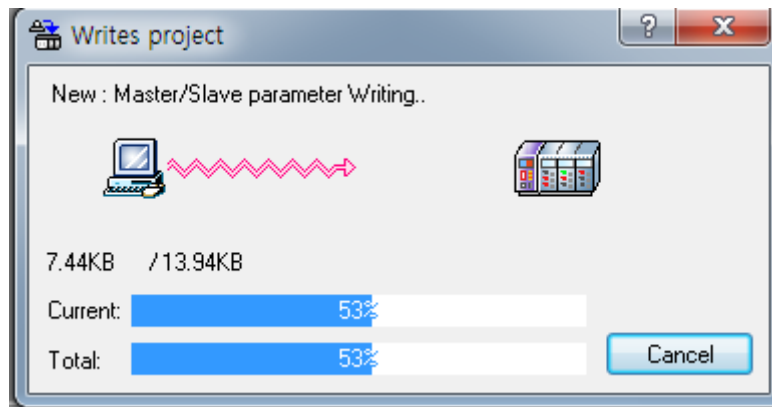 Writes project
New : Master/Slave parameter Writing..
7.44KB / 13.94KB
Current: 53%
Total: 53%
Cancel